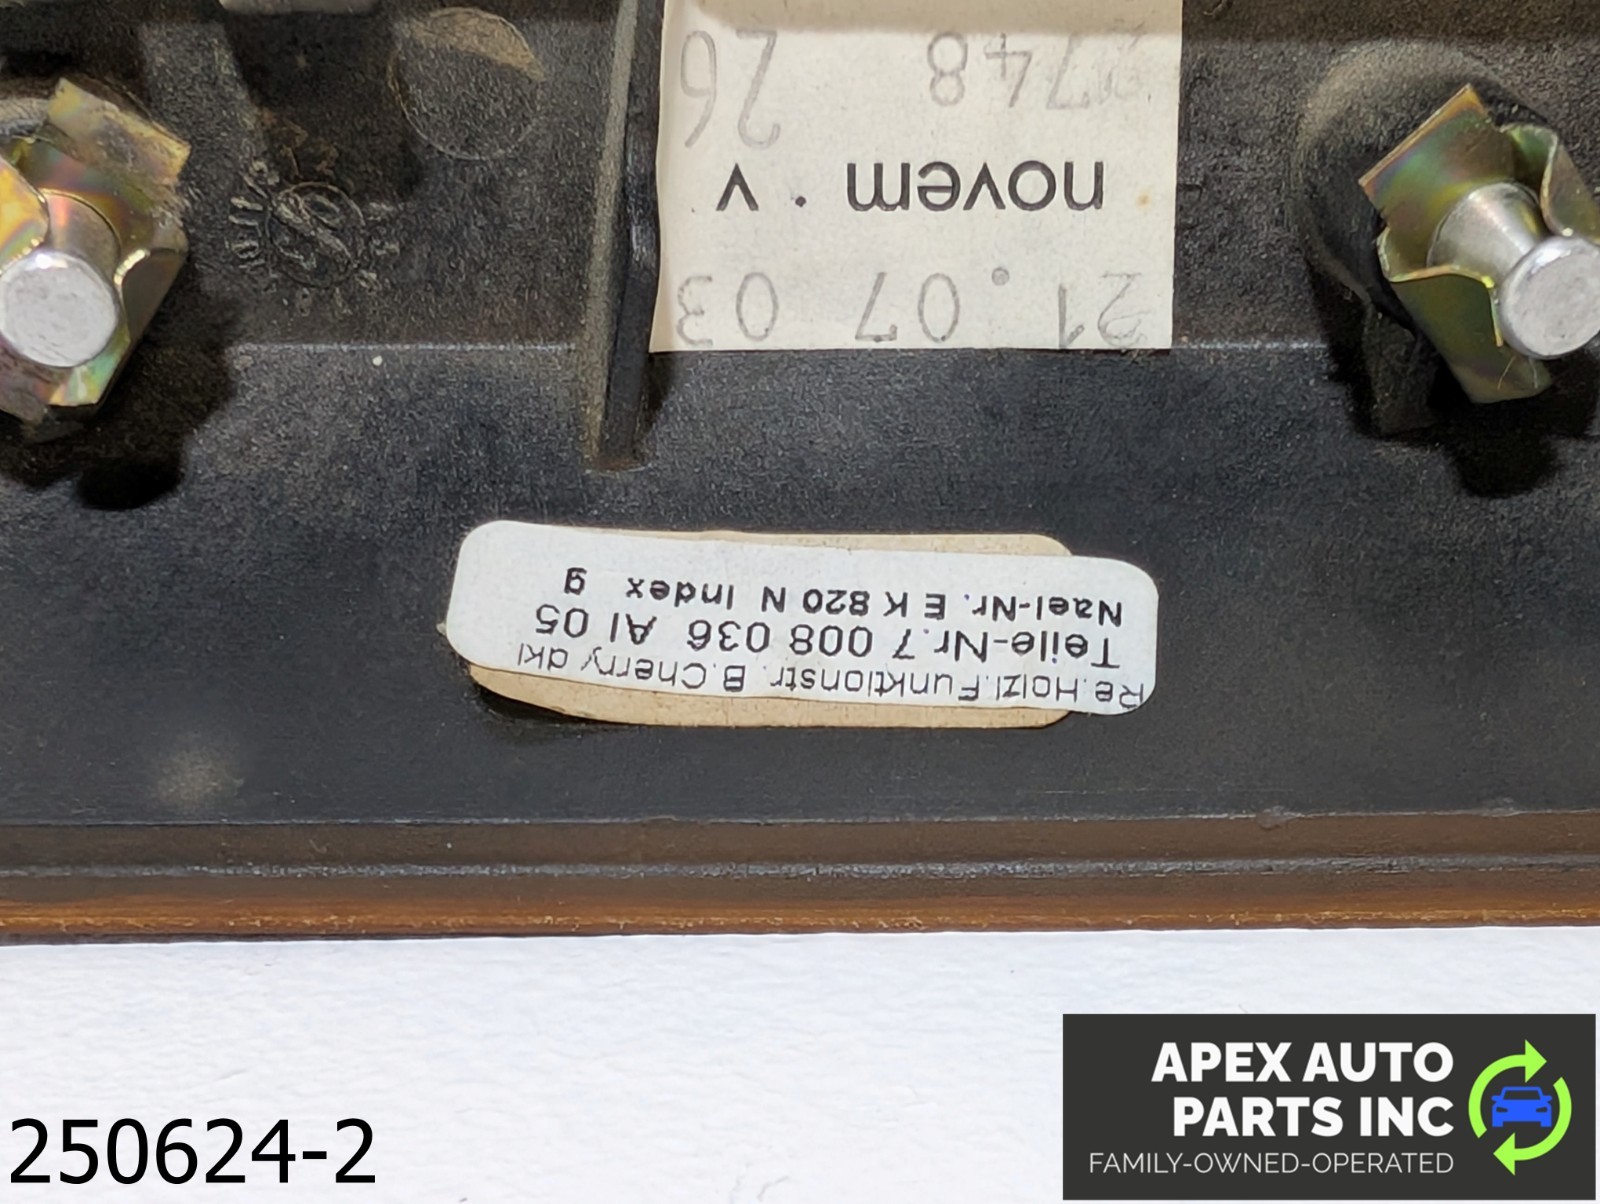 21.07 03
novem . v
2748 26
Re.Holzl.Funktionstr. B.Cherry dkl
Teile-Nr.7 008 036 AI 05
Nael-Nr. E K 820 N Index g
250624-2
APEX AUTO
PARTS INC
FAMILY-OWNED-OPERATED